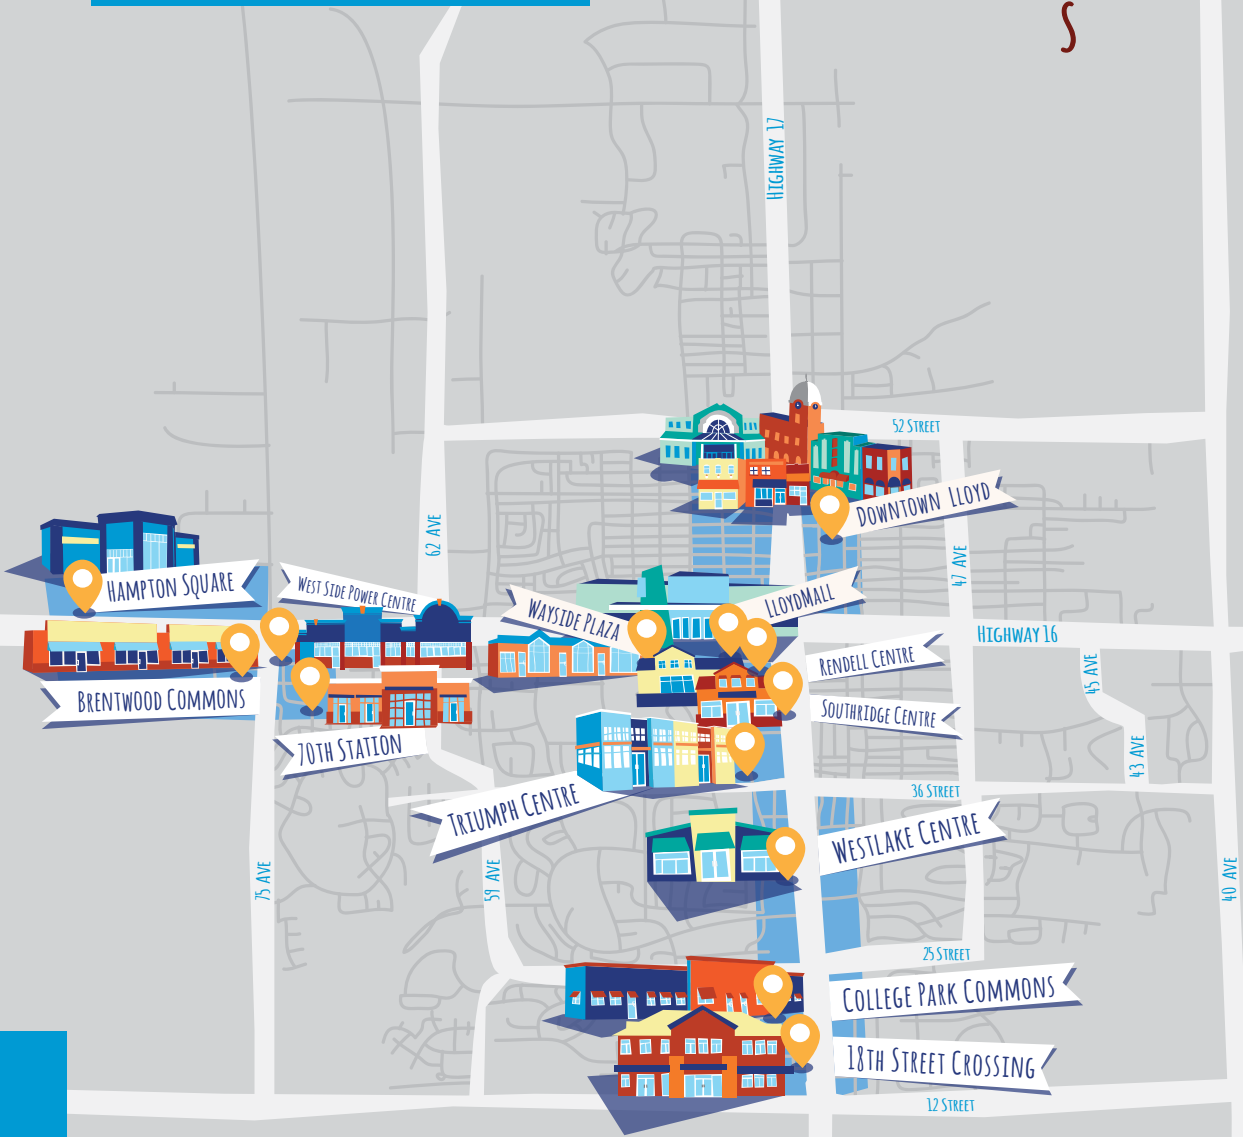 Highway 17
52 Street
Downtown Lloyd
62 Ave
47 Ave
Hampton Square
West Side Power Centre
Wayside Plaza
LloydMall
Highway 16
Rendell Centre
45 Ave
Brentwood Commons
Southridge Centre
70th Station
43 Ave
36 Street
Triumph Centre
Westlake Centre
75 Ave
59 Ave
40 Ave
25 Street
College Park Commons
18th Street Crossing
12 Street